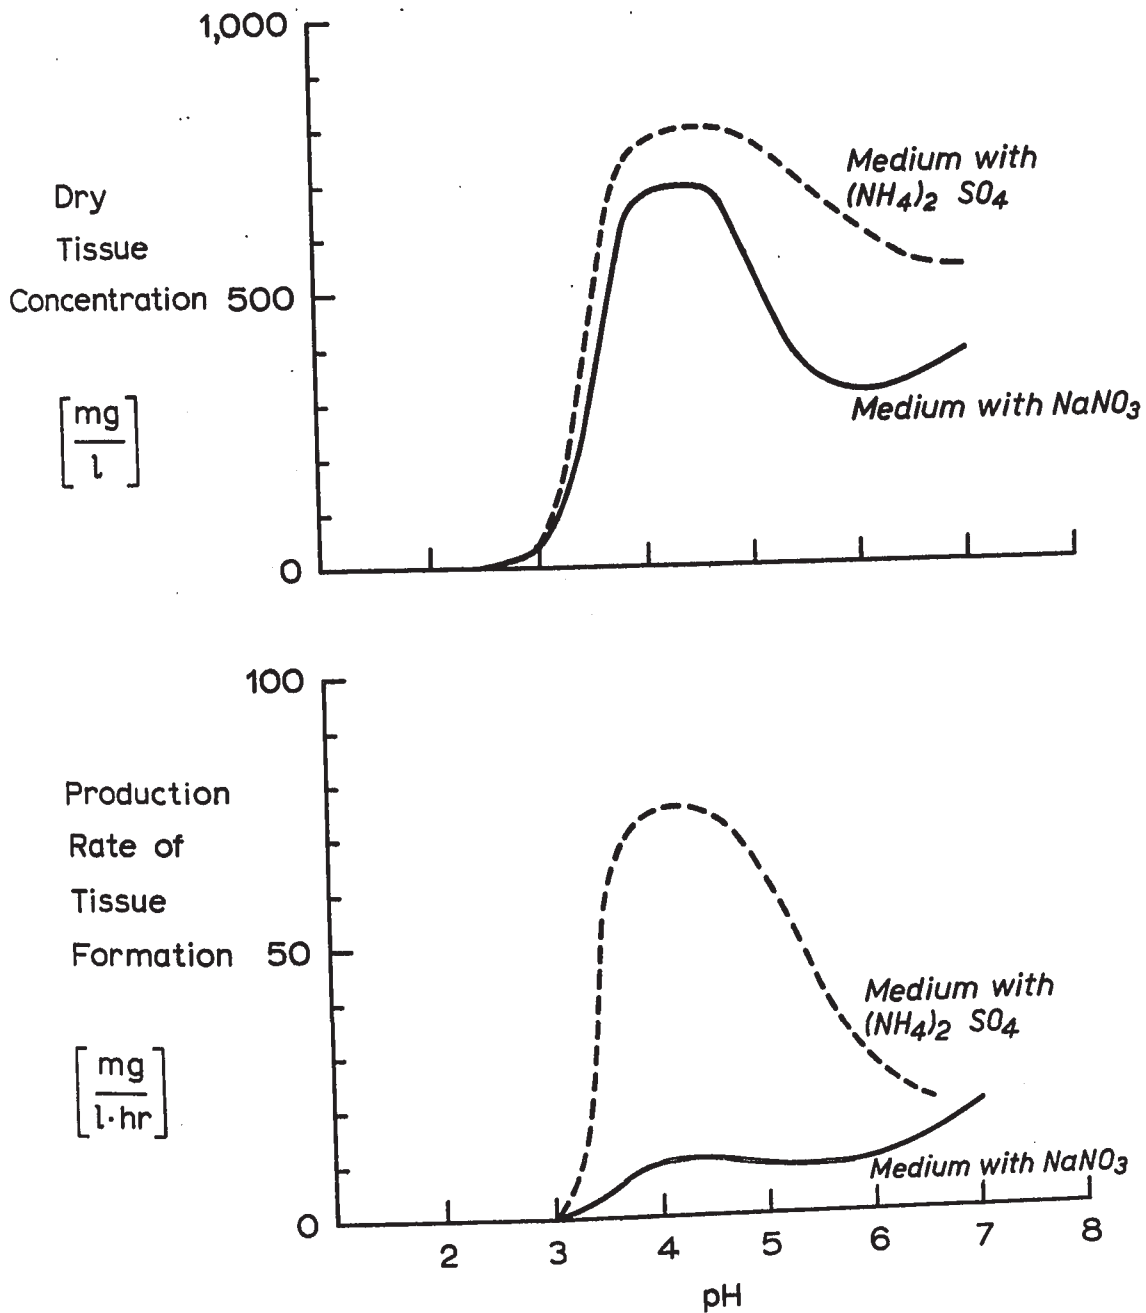 1,000
Dry
Tissue
Concentration 500
[mg
l]
0
Medium with
(NH4)2 SO4
Medium with NaNO3
100
Production
Rate of
Tissue
Formation 50
[mg
l·hr]
0
Medium with
(NH4)2 SO4
Medium with NaNO3
2 3 4 5 6 7 8
pH